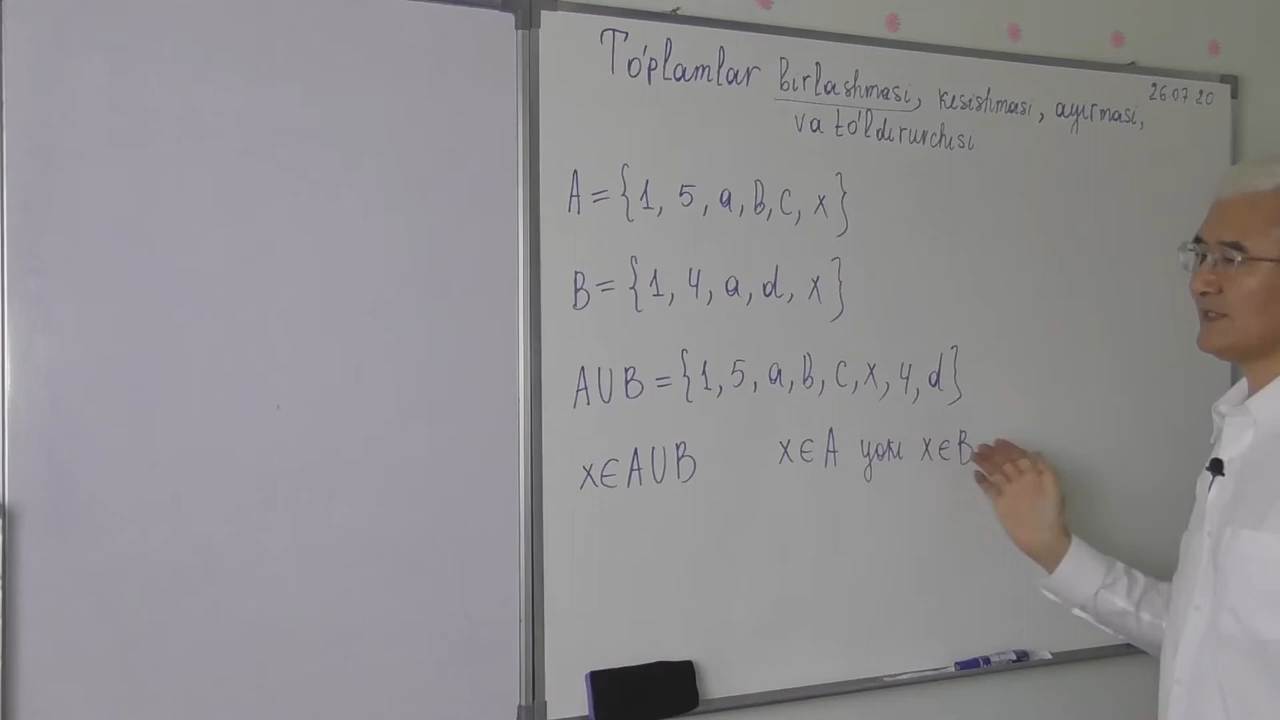 To'plamlar birlashmasi, kesishmasi, ayirmasi,
va to'ldiruvchisi
26.07.20
A = {1, 5, a, b, c, x}
B = {1, 4, a, d, x}
A∪B = {1, 5, a, b, c, x, 4, d}
x∈A∪B x∈A yoki x∈B